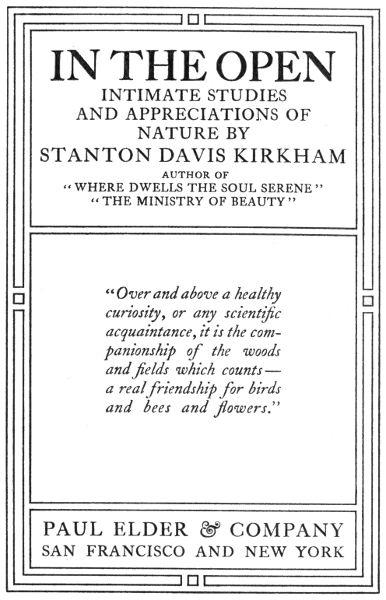 IN THE OPEN
INTIMATE STUDIES
AND APPRECIATIONS OF
NATURE BY
STANTON DAVIS KIRKHAM
AUTHOR OF
"WHERE DWELLS THE SOUL SERENE"
"THE MINISTRY OF BEAUTY"
"Over and above a healthy
curiosity, or any scientific
acquaintance, it is the com-
panionship of the woods
and fields which counts—
a real friendship for birds
and bees and flowers."
PAUL ELDER & COMPANY
SAN FRANCISCO AND NEW YORK